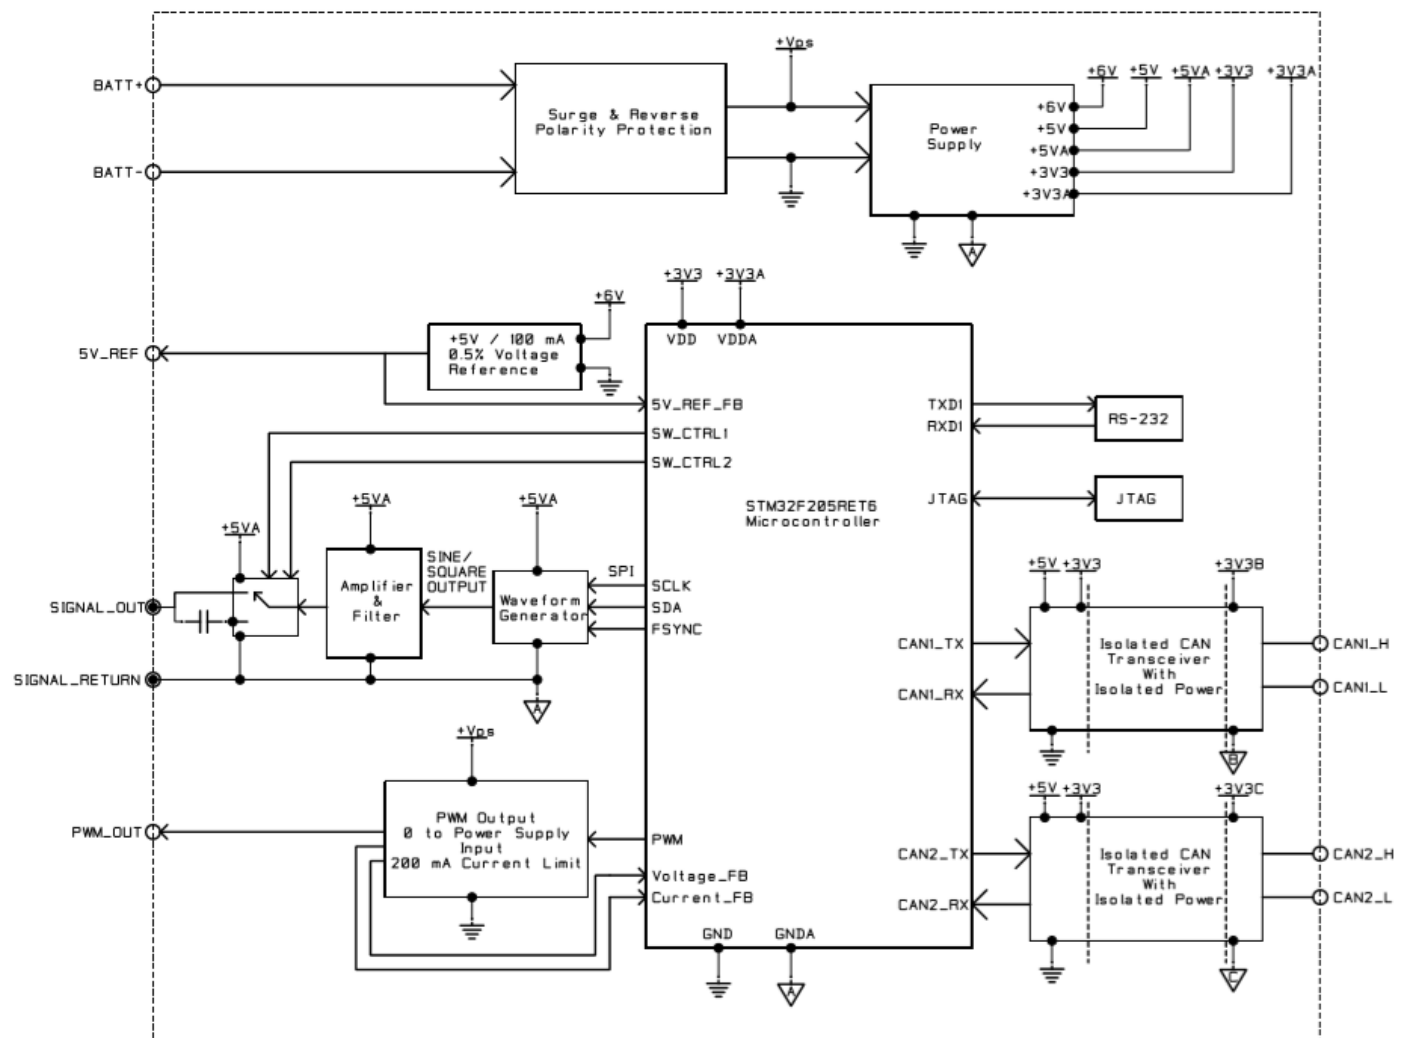 +Vps
BATT+
BATT-
Surge & Reverse
Polarity Protection
Power
Supply
+6V
+5V
+5VA
+3V3
+3V3A
+6V
+5V
+5VA
+3V3
+3V3A
A
+3V3
+3V3A
VDD
VDDA
+6V
5V_REF
+5V / 100 mA
0.5% Voltage
Reference
5V_REF_FB
SW_CTRL1
SW_CTRL2
TXD1
RXD1
RS-232
JTAG
JTAG
STM32F205RET6
Microcontroller
+5VA
+5VA
+5VA
SIGNAL_OUT
SIGNAL_RETURN
Amplifier
&
Filter
SINE/
SQUARE
OUTPUT
Waveform
Generator
SPI
SCLK
SDA
FSYNC
A
+5V
+3V3
+3V3B
CAN1_TX
CAN1_RX
Isolated CAN
Transceiver
With
Isolated Power
CAN1_H
CAN1_L
B
+Vps
PWM_OUT
PWM Output
0 to Power Supply
Input
200 mA Current Limit
PWM
Voltage_FB
Current_FB
+5V
+3V3
+3V3C
CAN2_TX
CAN2_RX
Isolated CAN
Transceiver
With
Isolated Power
CAN2_H
CAN2_L
C
GND
GNDA
A